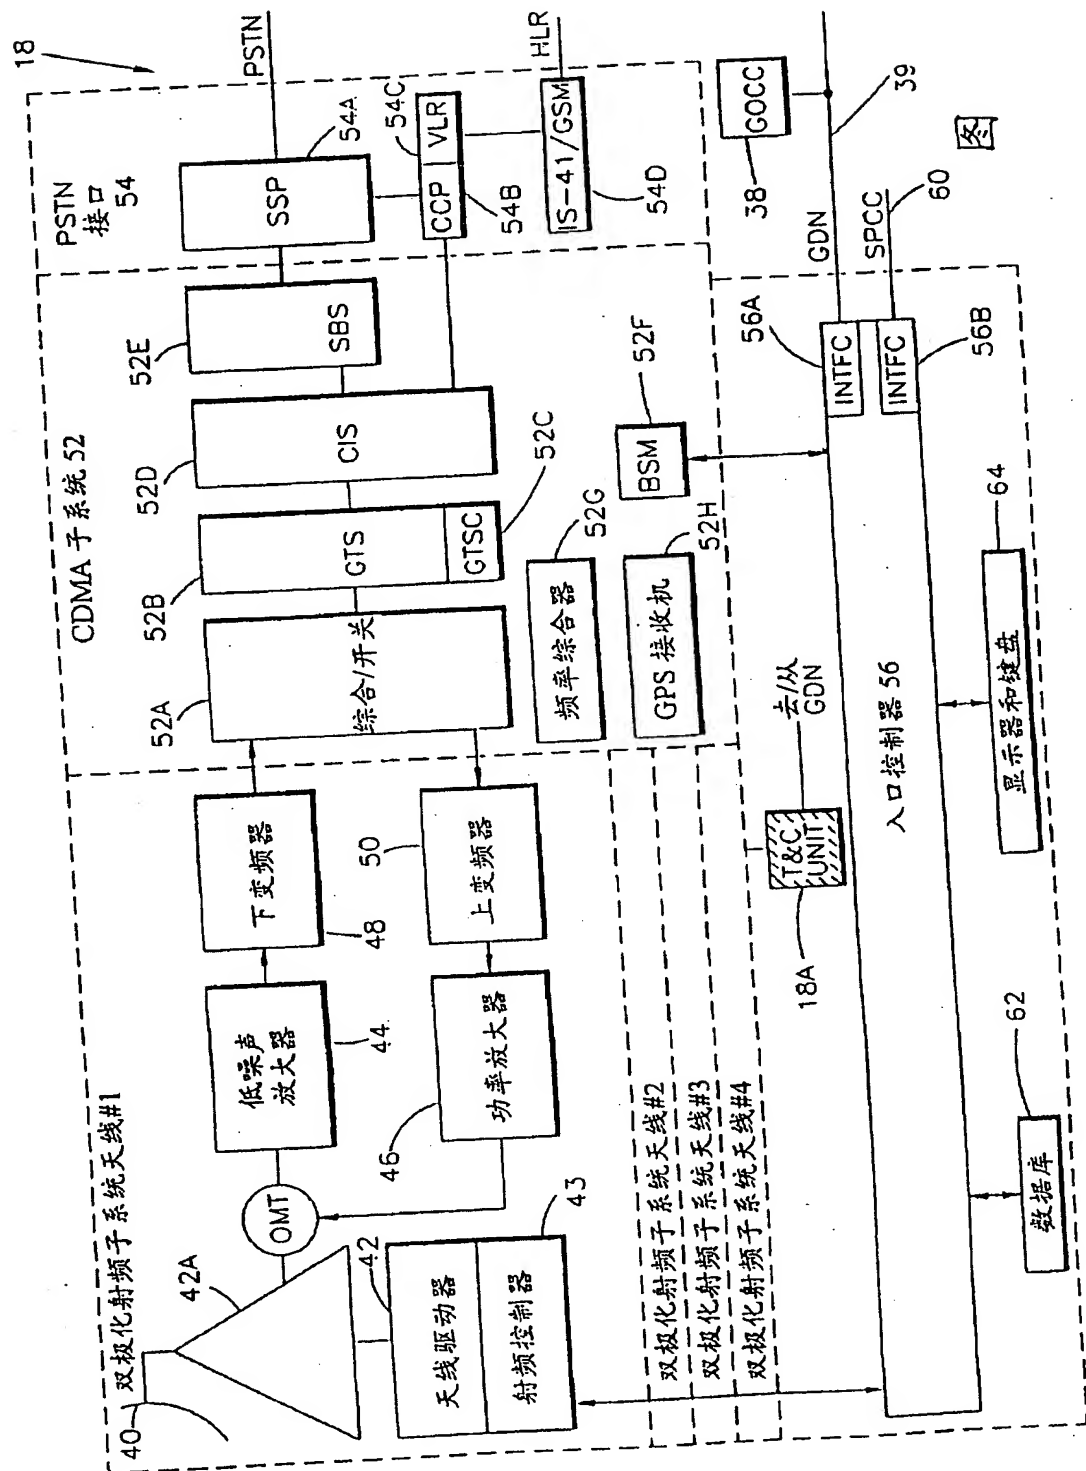 18
PSTN
HLR
PSTN
接口
54
SSP
54A
CCP
VLR
54C
54B
IS-41/GSM
54D
38
GOCC
39
图
GDN
SPCC
60
CDMA 子系统 52
52E
SBS
52D
CIS
52B
GTS
GTSC
52C
52A
综合/开关
52F
BSM
频率综合器
52G
GPS 接收机
52H
56A
INTFC
INTFC
56B
去/从
GDN
T&C
UNIT
18A
入口控制器 56
显示器和键盘
64
数据库
62
双极化射频子系统天线#1
下变频器
48
50
上变频器
低噪声
放大器
44
46
功率放大器
OMT
40
42A
42
天线驱动器
射频控制器
43
双极化射频子系统天线#2
双极化射频子系统天线#3
双极化射频子系统天线#4